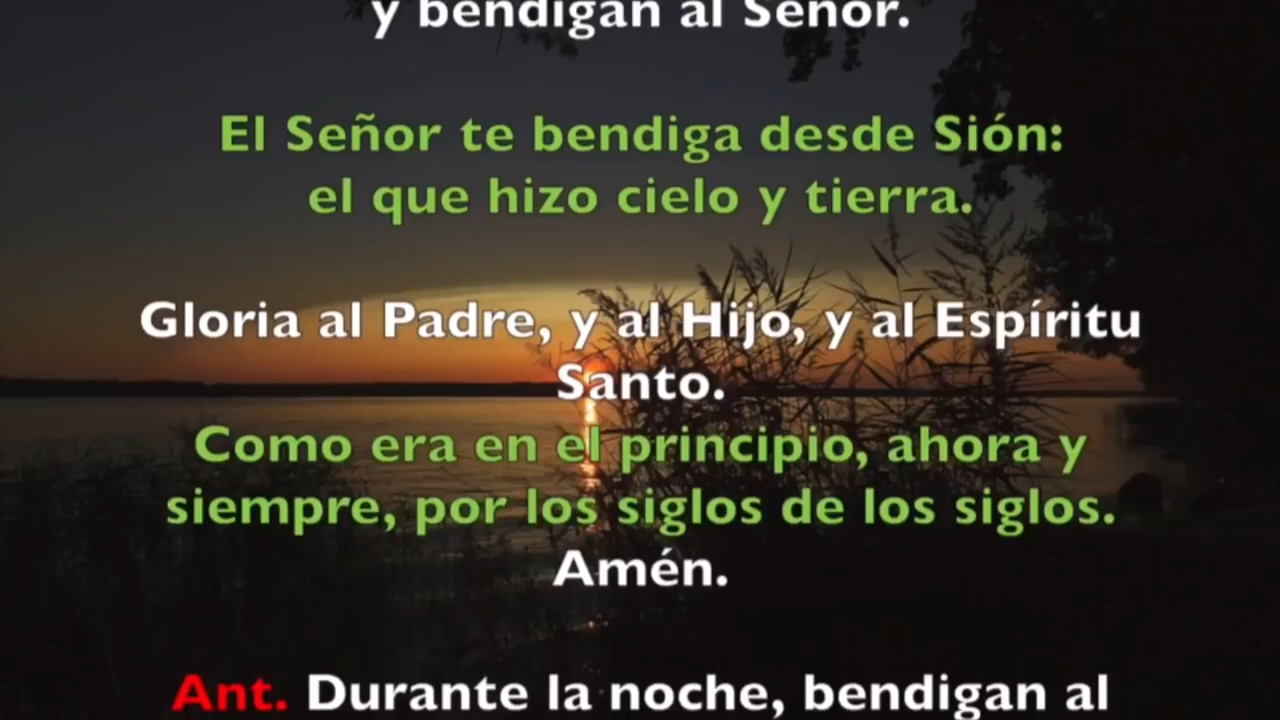 y bendigan al Señor.
El Señor te bendiga desde Sión:
el que hizo cielo y tierra.
Gloria al Padre, y al Hijo, y al Espíritu
Santo.
Como era en el principio, ahora y
siempre, por los siglos de los siglos.
Amén.
Ant. Durante la noche, bendigan al